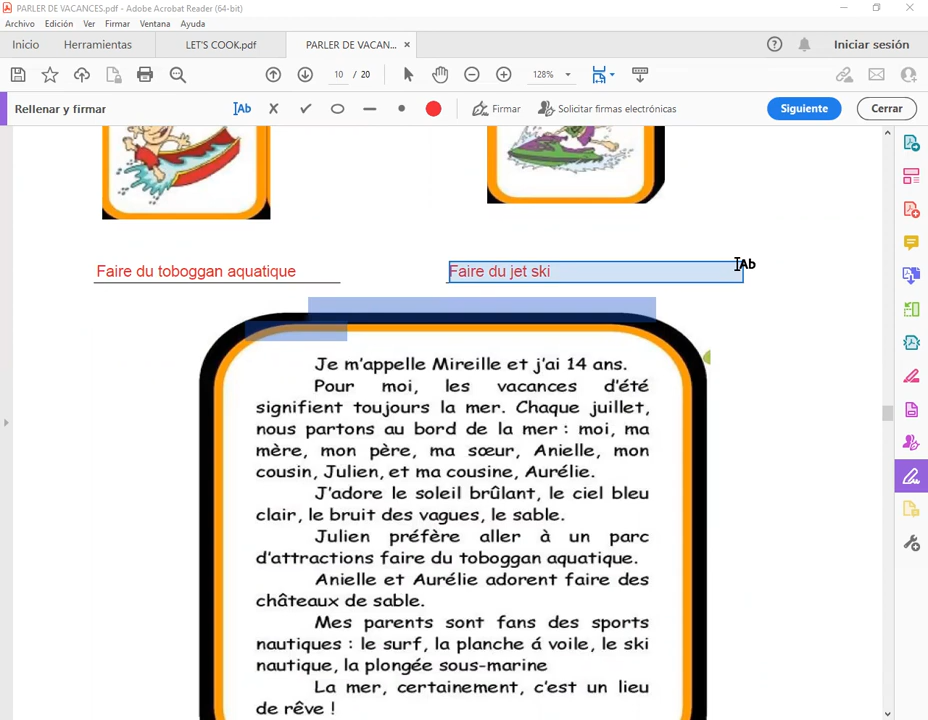 PARLER DE VACANCES.pdf - Adobe Acrobat Reader (64-bit)
Archivo Edición Ver Firmar Ventana Ayuda
Inicio Herramientas LET'S COOK.pdf PARLER DE VACAN... × Iniciar sesión
10 / 20 128%
Rellenar y firmar Ab Firmar Solicitar firmas electrónicas Siguiente Cerrar
Faire du toboggan aquatique Faire du jet ski Ab
Je m'appelle Mireille et j'ai 14 ans.
Pour moi, les vacances d'été
signifient toujours la mer. Chaque juillet,
nous partons au bord de la mer : moi, ma
mère, mon père, ma sœur, Anielle, mon
cousin, Julien, et ma cousine, Aurélie.
J'adore le soleil brûlant, le ciel bleu
clair, le bruit des vagues, le sable.
Julien préfère aller à un parc
d'attractions faire du toboggan aquatique.
Anielle et Aurélie adorent faire des
châteaux de sable.
Mes parents sont fans des sports
nautiques : le surf, la planche á voile, le ski
nautique, la plongée sous-marine
La mer, certainement, c'est un lieu
de rêve !